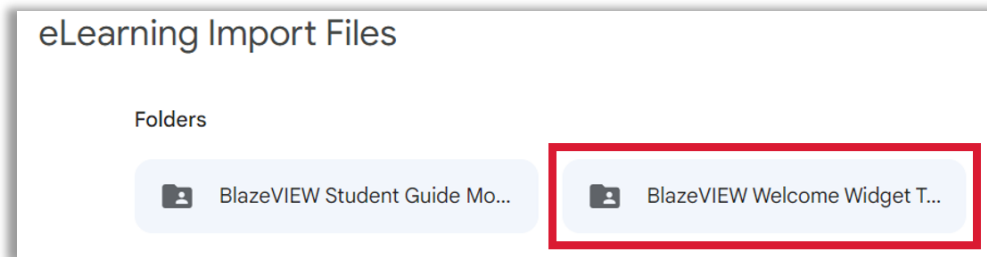 eLearning Import Files
Folders
BlazeVIEW Student Guide Mo...
BlazeVIEW Welcome Widget T...